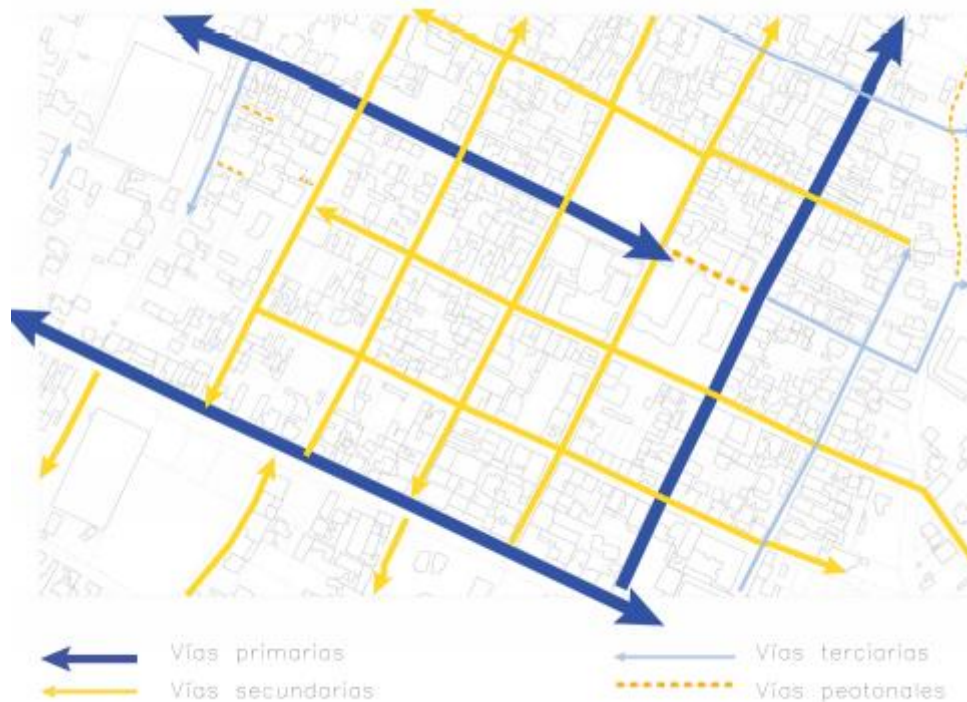 Vías primarias
Vías terciarias
Vías secundarias
Vías peatonales